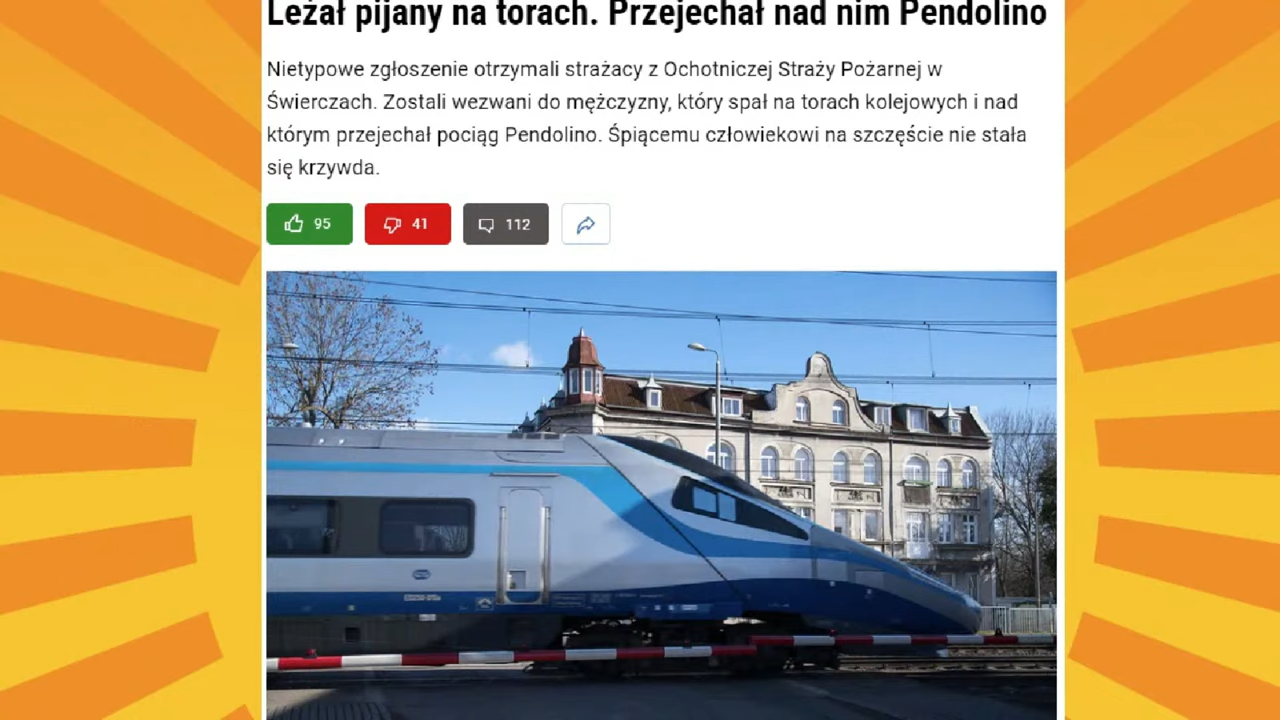 Leżał pijany na torach. Przejechał nad nim Pendolino
Nietypowe zgłoszenie otrzymali strażacy z Ochotniczej Straży Pożarnej w
Świerczach. Zostali wezwani do mężczyzny, który spał na torach kolejowych i nad
którym przejechał pociąg Pendolino. Śpiącemu człowiekowi na szczęście nie stała
się krzywda.
95 41 112